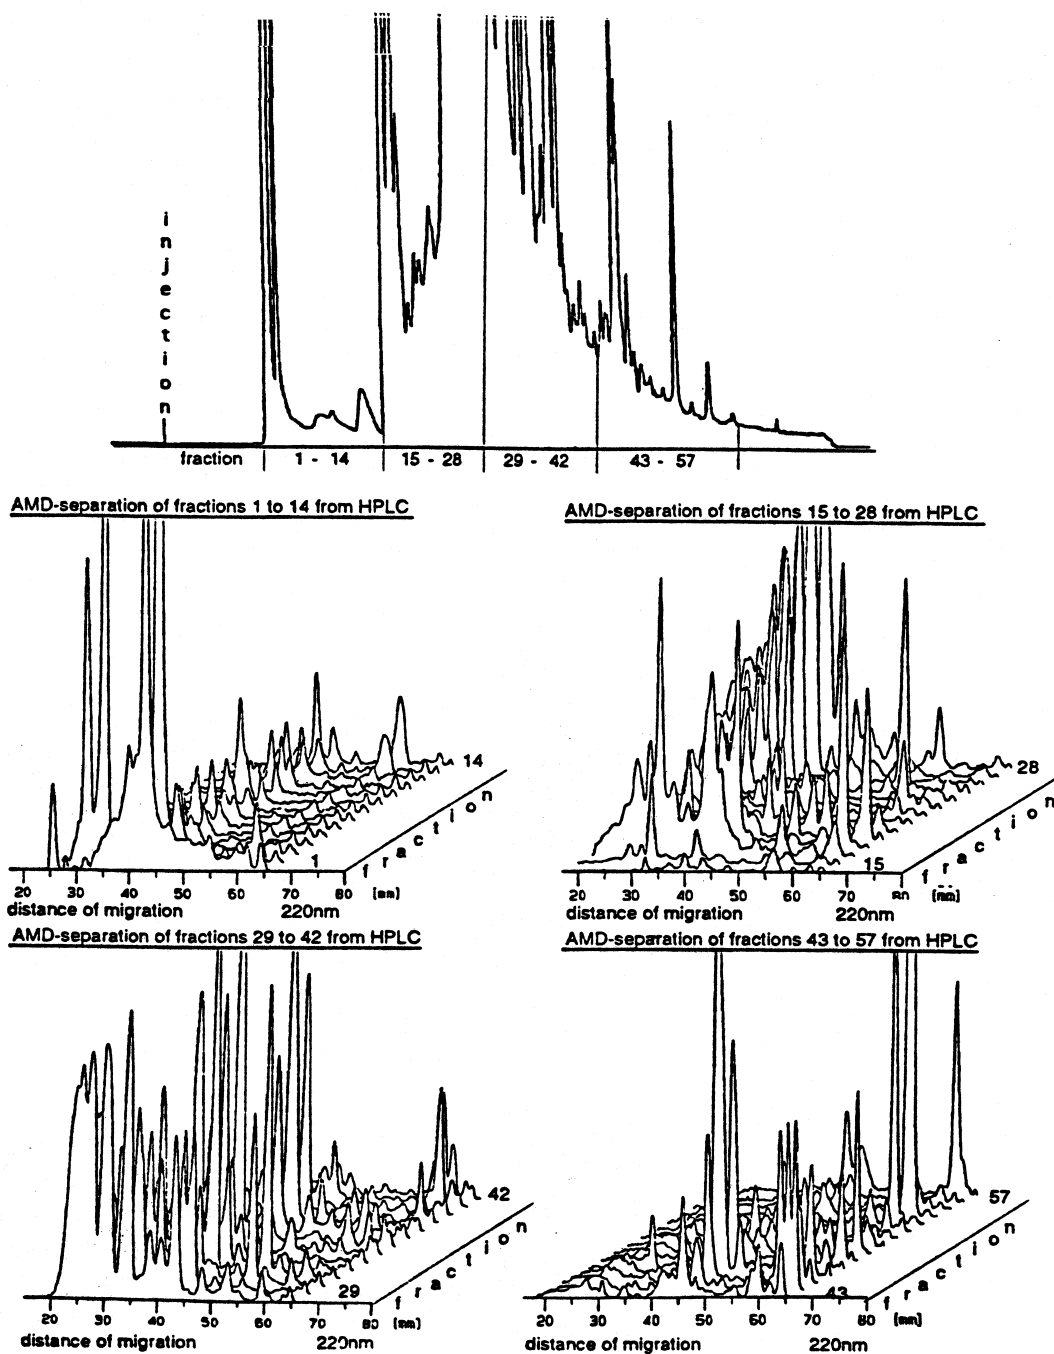 injection
fraction 1 - 14 15 - 28 29 - 42 43 - 57
AMD-separation of fractions 1 to 14 from HPLC
14
1
fraction
20 30 40 50 60 70 80 [mm]
distance of migration 220nm
AMD-separation of fractions 15 to 28 from HPLC
28
15
fraction
20 30 40 50 60 70 80 [mm]
distance of migration 220nm
AMD-separation of fractions 29 to 42 from HPLC
42
29
fraction
20 30 40 50 60 70 80 [mm]
distance of migration 220nm
AMD-separation of fractions 43 to 57 from HPLC
57
43
fraction
20 30 40 50 60 70 80 [mm]
distance of migration 220nm